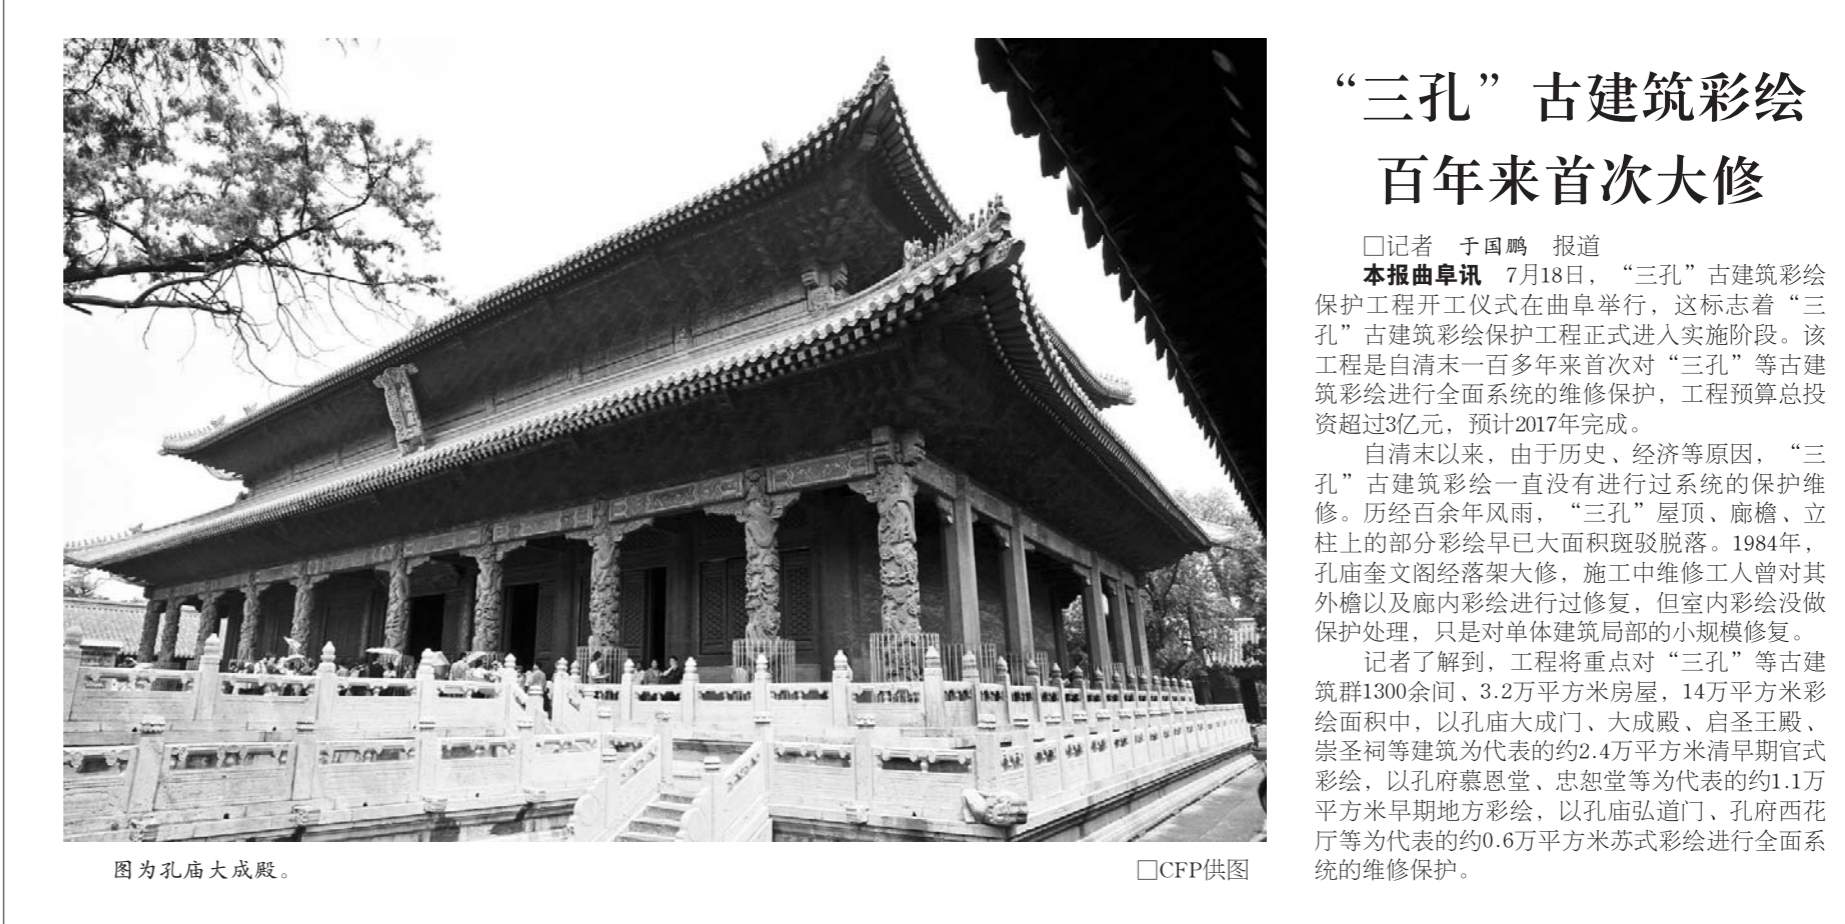 “三孔”古建筑彩绘
百年来首次大修
□记者 于国鹏 报道
本报曲阜讯 7月18日，“三孔”古建筑彩绘
保护工程开工仪式在曲阜举行，这标志着“三
孔”古建筑彩绘保护工程正式进入实施阶段。该
工程是自清末一百多年来首次对“三孔”等古建
筑彩绘进行全面系统的维修保护，工程预算总投
资超过3亿元，预计2017年完成。
自清末以来，由于历史、经济等原因，“三
孔”古建筑彩绘一直没有进行过系统的保护维
修。历经百余年风雨，“三孔”屋顶、廊檐、立
柱上的部分彩绘早已大面积斑驳脱落。1984年，
孔庙奎文阁经落架大修，施工中维修工人曾对其
外檐以及廊内彩绘进行过修复，但室内彩绘没做
保护处理，只是对单体建筑局部的小规模修复。
记者了解到，工程将重点对“三孔”等古建
筑群1300余间、3.2万平方米房屋，14万平方米彩
绘面积中，以孔庙大成门、大成殿、启圣王殿、
崇圣祠等建筑为代表的约2.4万平方米清早期官式
彩绘，以孔府慕恩堂、忠恕堂等为代表的约1.1万
平方米早期地方彩绘，以孔庙弘道门、孔府西花
厅等为代表的约0.6万平方米苏式彩绘进行全面系
统的维修保护。
图为孔庙大成殿。
□CFP供图